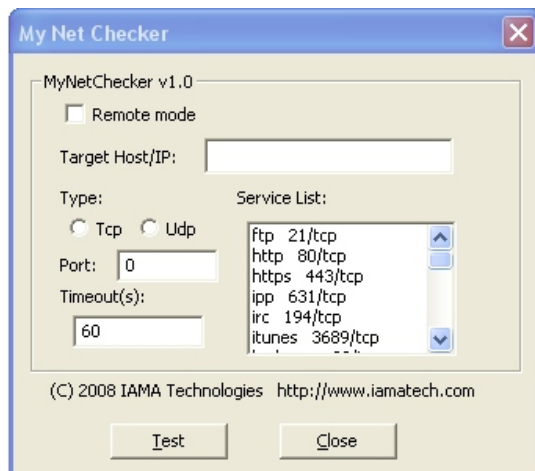 My Net Checker
MyNetChecker v1.0
Remote mode
Target Host/IP:
Type:
Service List:
Tcp
Udp
Port:
0
Timeout(s):
60
ftp 21/tcp
http 80/tcp
https 443/tcp
ipp 631/tcp
irc 194/tcp
itunes 3689/tcp
(C) 2008 IAMA Technologies http://www.iamatech.com
Test
Close